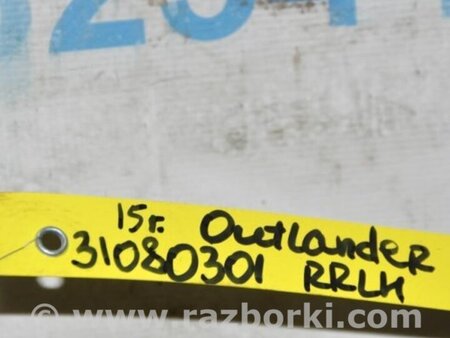 15г. Outlander
31080301 RRLH
www.razborki.com